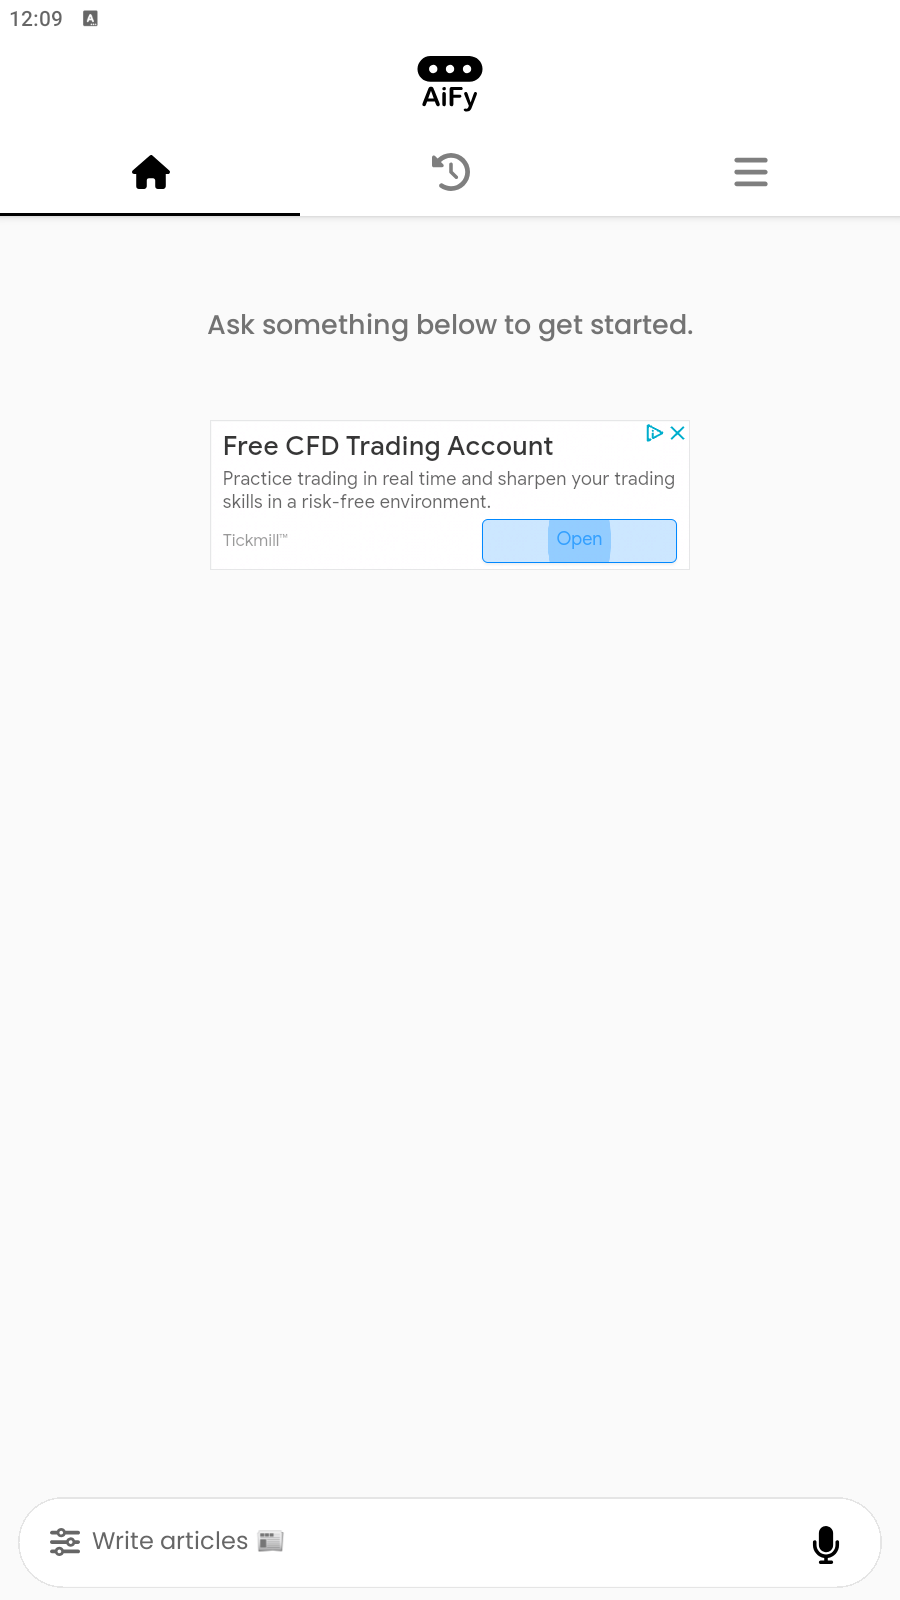 12:09
AiFy
Ask something below to get started.
Free CFD Trading Account
Practice trading in real time and sharpen your trading
skills in a risk-free environment.
Tickmill™
Open
Write articles 📰